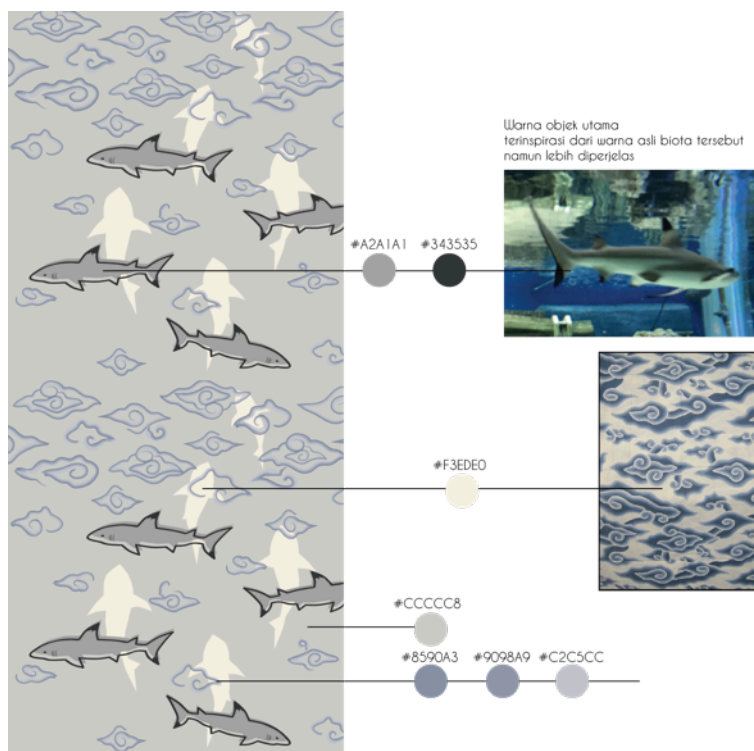 Warna objek utama
terinspirasi dari warna asli biota tersebut
namun lebih diperjelas
#A2A1A1 #343535
#F3EDE0
#CCCCC8
#8590A3 #9098A9 #C2C5CC